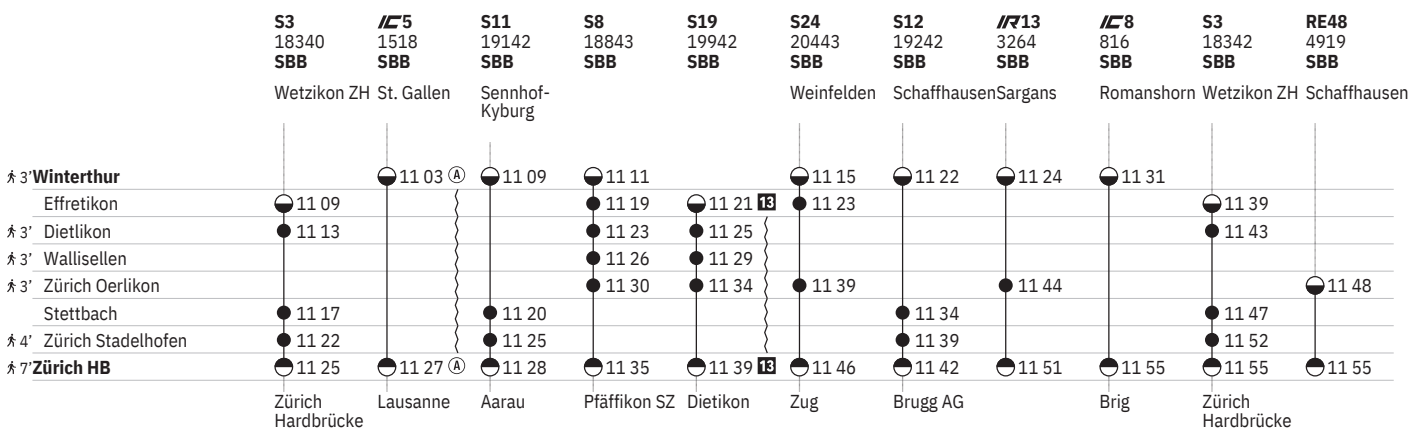 S3 IC5 S11 S8 S19 S24 S12 IR13 IC8 S3 RE48
18340 1518 19142 18843 19942 20443 19242 3264 816 18342 4919
SBB SBB SBB SBB SBB SBB SBB SBB SBB SBB SBB
Wetzikon ZH St. Gallen Sennhof- Weinfelden Schaffhausen Sargans Romanshorn Wetzikon ZH Schaffhausen
Kyburg
3' Winterthur 11 03 A 11 09 11 11 11 15 11 22 11 24 11 31
Effretikon 11 09 11 19 11 21 13 11 23 11 39
3' Dietlikon 11 13 11 23 11 25 11 43
3' Wallisellen 11 26 11 29
3' Zürich Oerlikon 11 30 11 34 11 39 11 44 11 48
Stettbach 11 17 11 20 11 34 11 47
4' Zürich Stadelhofen 11 22 11 25 11 39 11 52
7' Zürich HB 11 25 11 27 A 11 28 11 35 11 39 13 11 46 11 42 11 51 11 55 11 55 11 55
Zürich Lausanne Aarau Pfäffikon SZ Dietikon Zug Brugg AG Brig Zürich
Hardbrücke Hardbrücke